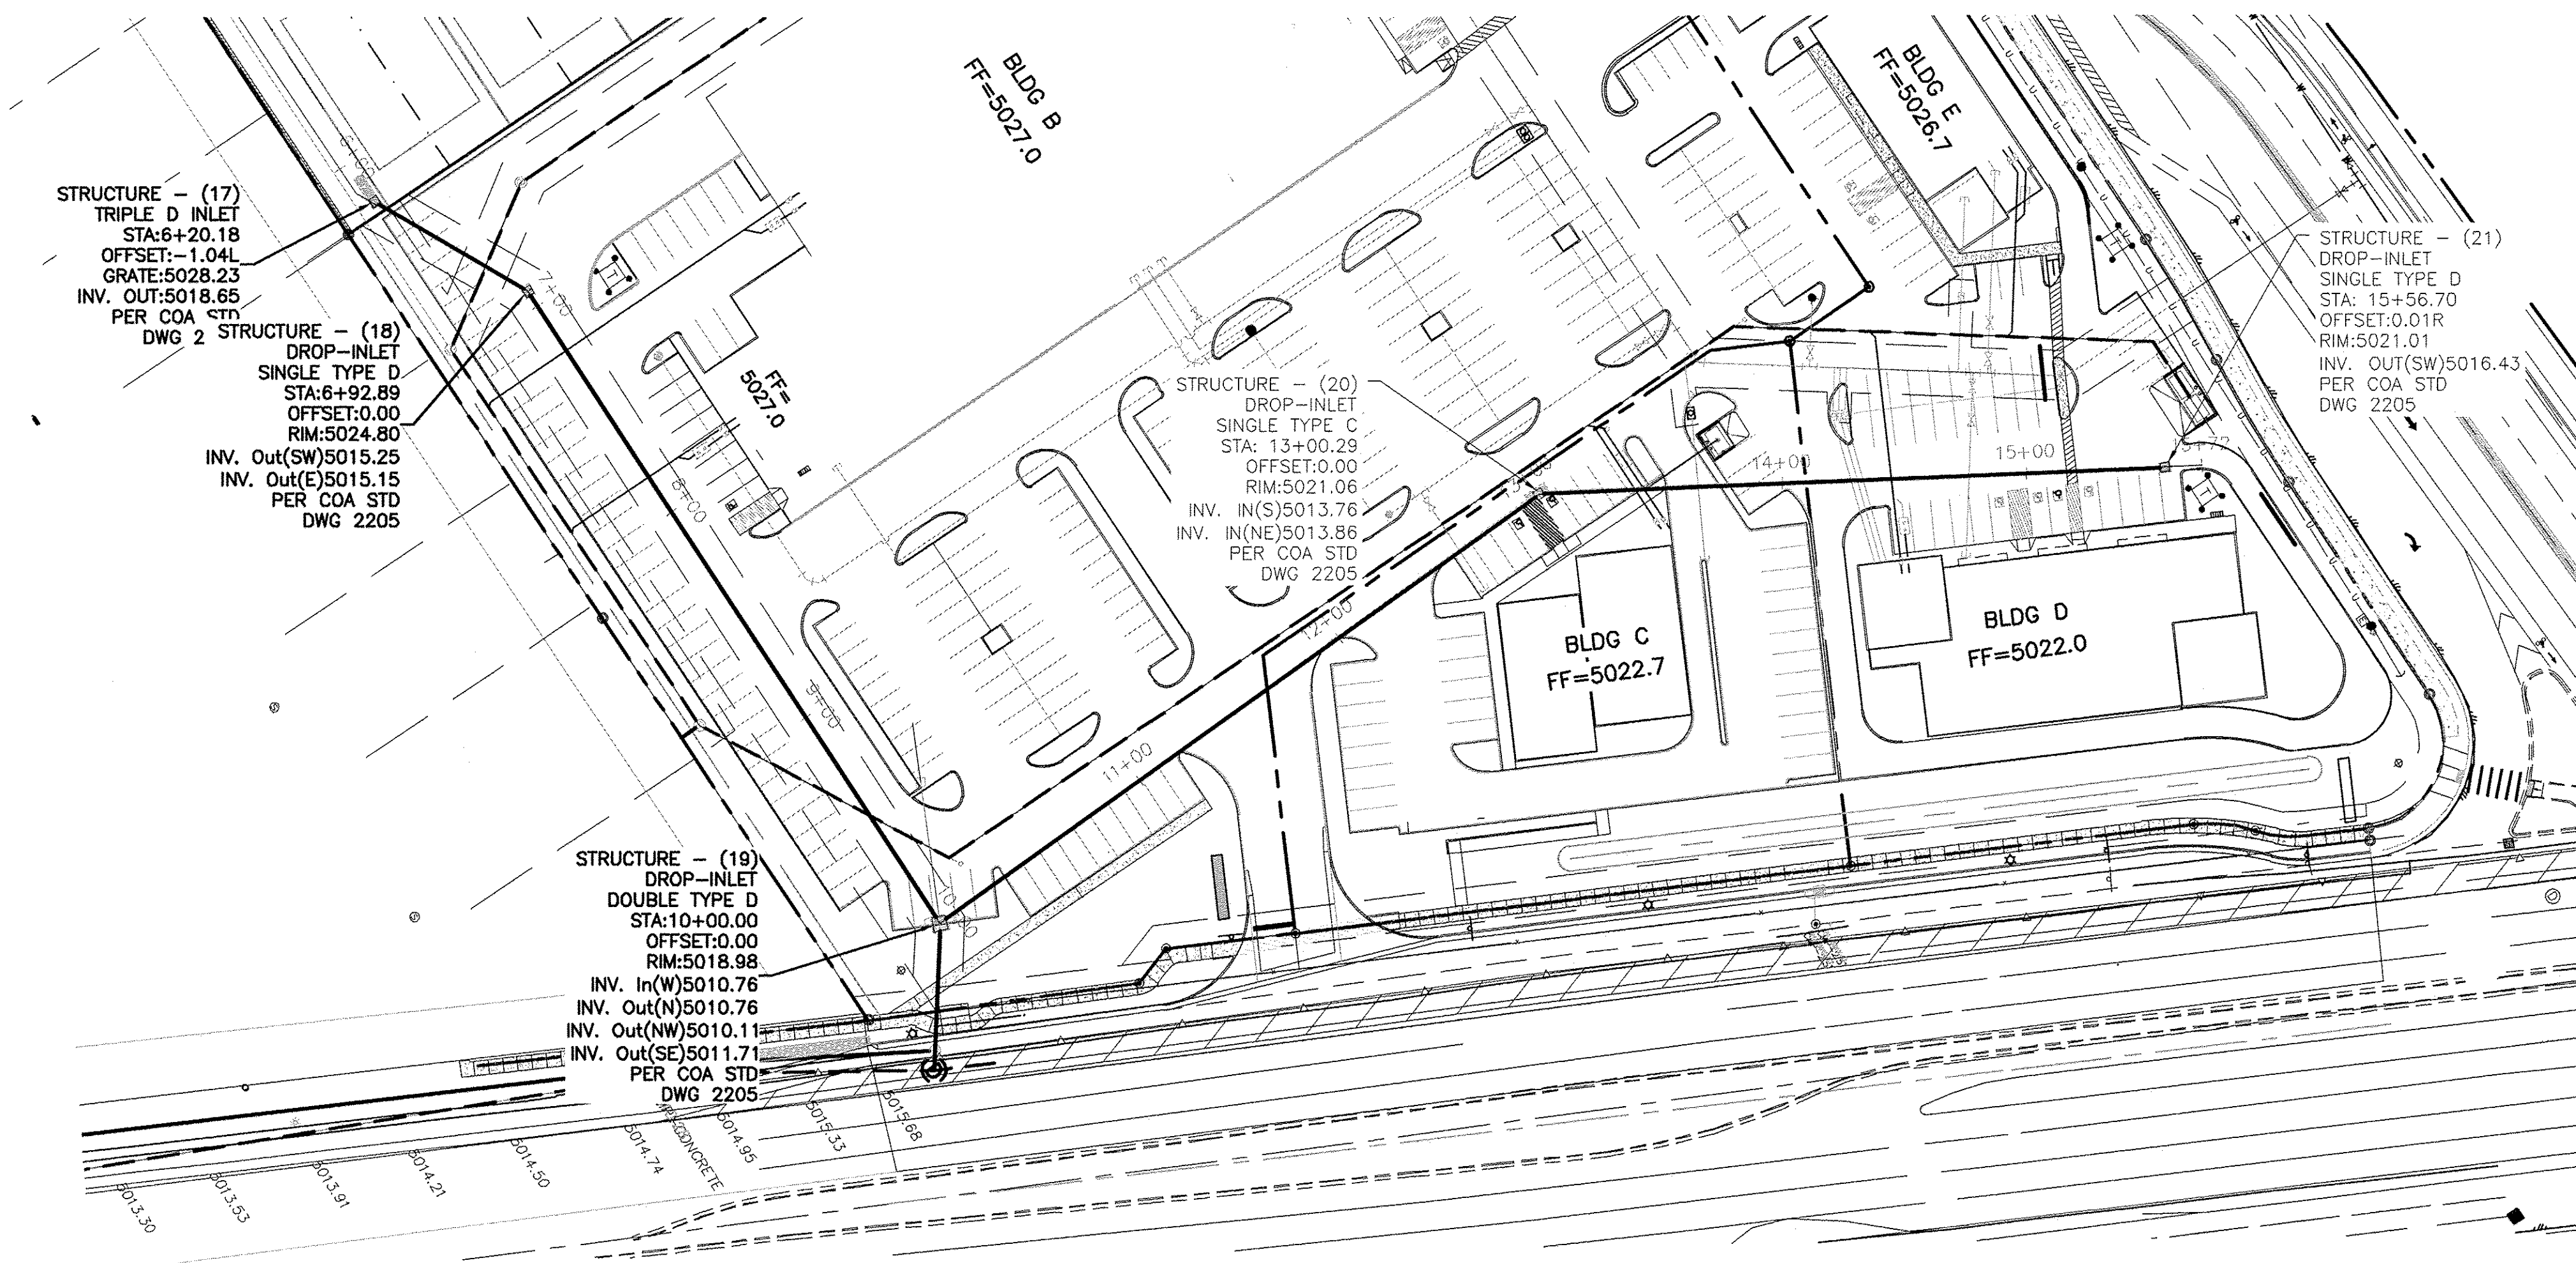 BLDG B
FF=5027.0
BLDG E
FF=5026.7
STRUCTURE - (17)
TRIPLE D INLET
STA:6+20.18
OFFSET:-1.04L
GRATE:5028.23
INV. OUT:5018.65
PER COA STD
DWG 2
STRUCTURE - (18)
DROP-INLET
SINGLE TYPE D
STA:6+92.89
OFFSET:0.00
RIM:5024.80
INV. Out(SW)5015.25
INV. Out(E)5015.15
PER COA STD
DWG 2205
7+00
8+00
9+00
FF=
5027.0
STRUCTURE - (20)
DROP-INLET
SINGLE TYPE C
STA: 13+00.29
OFFSET:0.00
RIM:5021.06
INV. IN(S)5013.76
INV. IN(NE)5013.86
PER COA STD
DWG 2205
STRUCTURE - (21)
DROP-INLET
SINGLE TYPE D
STA: 15+56.70
OFFSET:0.01R
RIM:5021.01
INV. OUT(SW)5016.43
PER COA STD
DWG 2205
14+00
15+00
12+00
11+00
BLDG C
FF=5022.7
BLDG D
FF=5022.0
STRUCTURE - (19)
DROP-INLET
DOUBLE TYPE D
STA:10+00.00
OFFSET:0.00
RIM:5018.98
INV. In(W)5010.76
INV. Out(N)5010.76
INV. Out(NW)5010.11
INV. Out(SE)5011.71
PER COA STD
DWG 2205
5013.30
5013.53
5013.91
5014.21
5014.50
5014.74
CONCRETE
5014.95
5015.33
5015.68